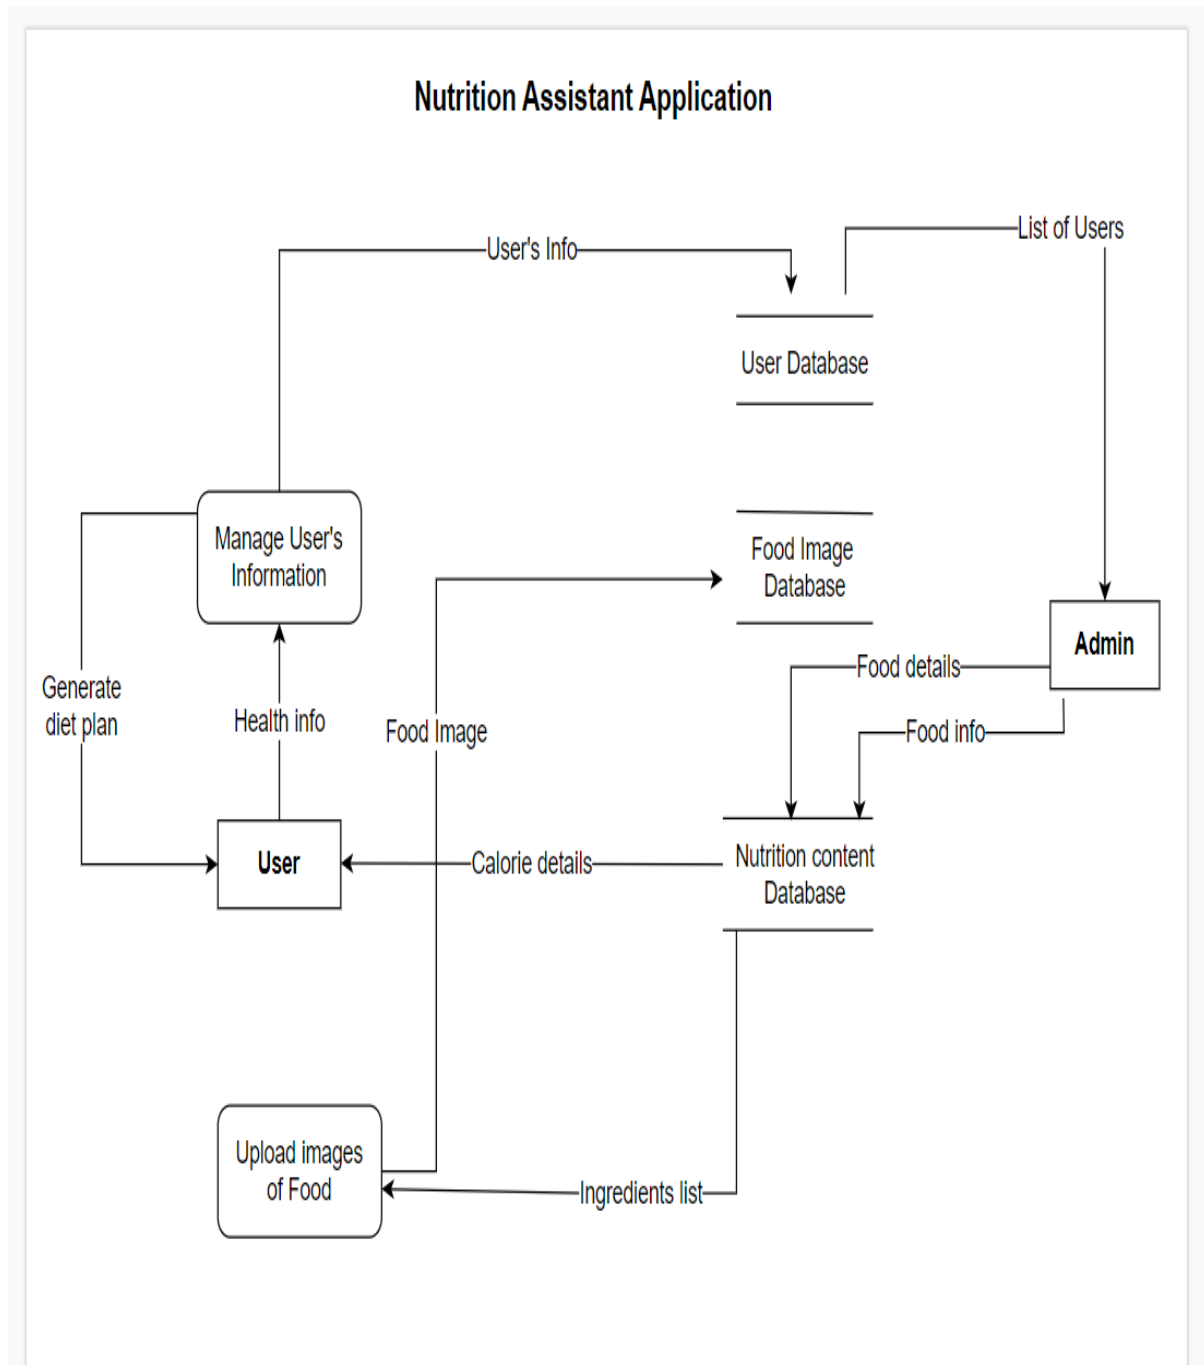 Nutrition Assistant Application
List of Users
User's Info
User Database
Manage User's
Information
Food Image
Database
Admin
Food details
Generate
diet plan
Health info
Food Image
Food info
User
Calorie details
Nutrition content
Database
Upload images
of Food
Ingredients list